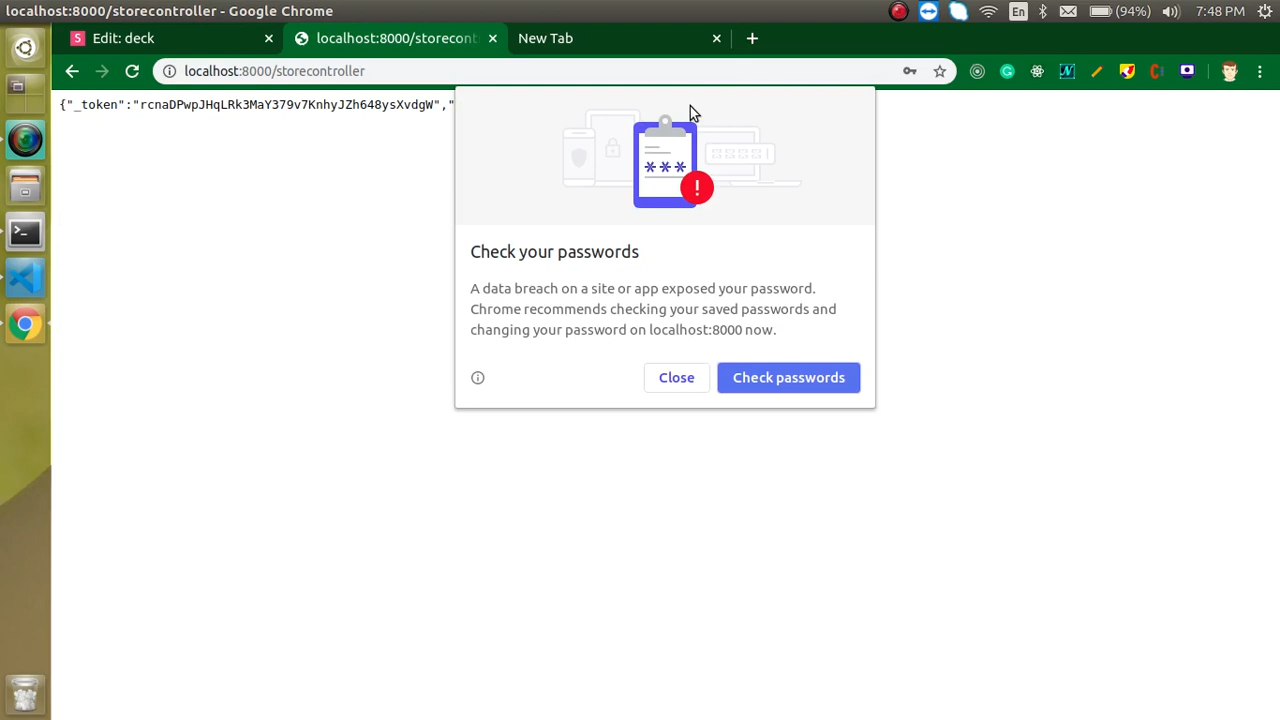 localhost:8000/storecontroller - Google Chrome
En
(94%)
7:48 PM
S
Edit: deck
localhost:8000/storecont
New Tab
localhost:8000/storecontroller
{"_token":"rcnaDPwpJHqLRk3MaY379v7KnhyJZh648ysXvdgW","
***
!
Check your passwords
A data breach on a site or app exposed your password.
Chrome recommends checking your saved passwords and
changing your password on localhost:8000 now.
Close
Check passwords